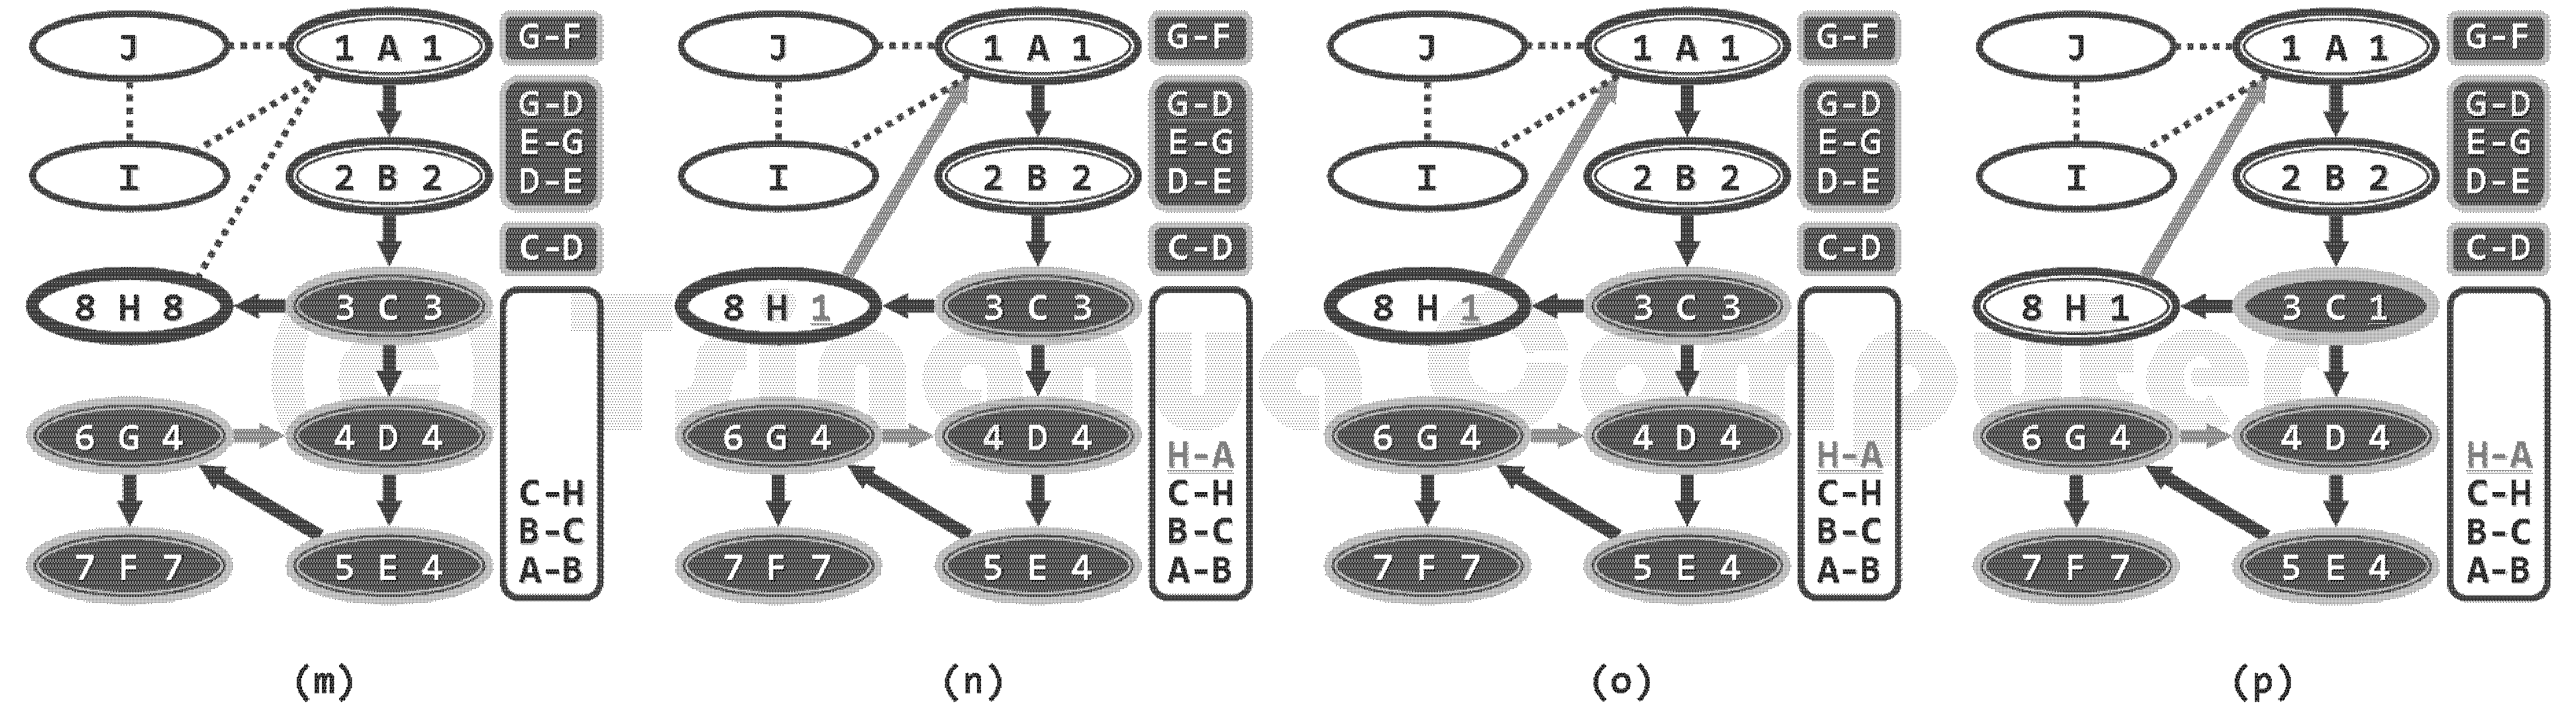 J 1 A 1 G-F
G-D
E-G
I 2 B 2 D-E
C-D
8 H 8 3 C 3
6 G 4 4 D 4
C-H
B-C
7 F 7 5 E 4 A-B
(m)
J 1 A 1 G-F
G-D
E-G
I 2 B 2 D-E
C-D
8 H 1 3 C 3
6 G 4 4 D 4
H-A
C-H
B-C
7 F 7 5 E 4 A-B
(n)
J 1 A 1 G-F
G-D
E-G
I 2 B 2 D-E
C-D
8 H 1 3 C 3
6 G 4 4 D 4
H-A
C-H
B-C
7 F 7 5 E 4 A-B
(o)
J 1 A 1 G-F
G-D
E-G
I 2 B 2 D-E
C-D
8 H 1 3 C 1
6 G 4 4 D 4
H-A
C-H
B-C
7 F 7 5 E 4 A-B
(p)
(c) Tsinghua Computer